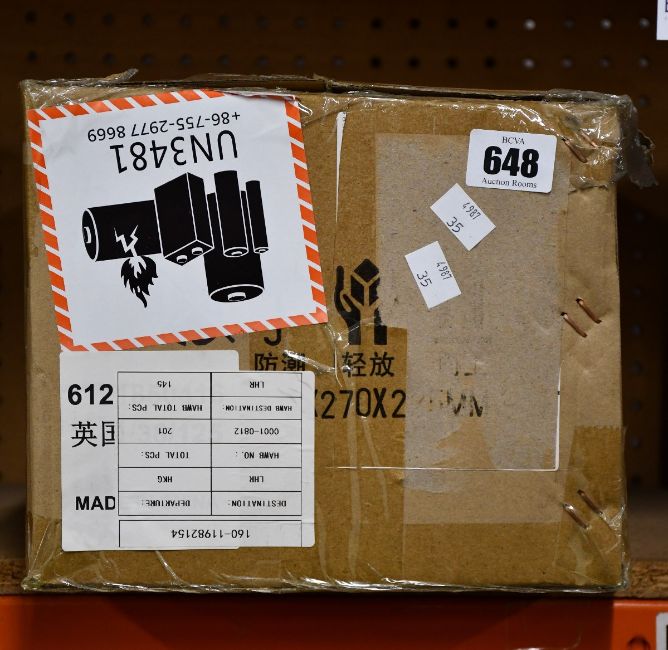 UN3481
+86-755-2977 8669
BCVA
648
Auction Rooms
4987
35
4987
35
防潮 轻放
X270X2
MM
612
英国
MAD
160-11982154
DESTINATION: DEPARTURE:
LHR HKG
HAWB NO.: TOTAL PCS:
0001-0812 201
HAWB DESTINATION: HAWB TOTAL PCS:
LHR 145